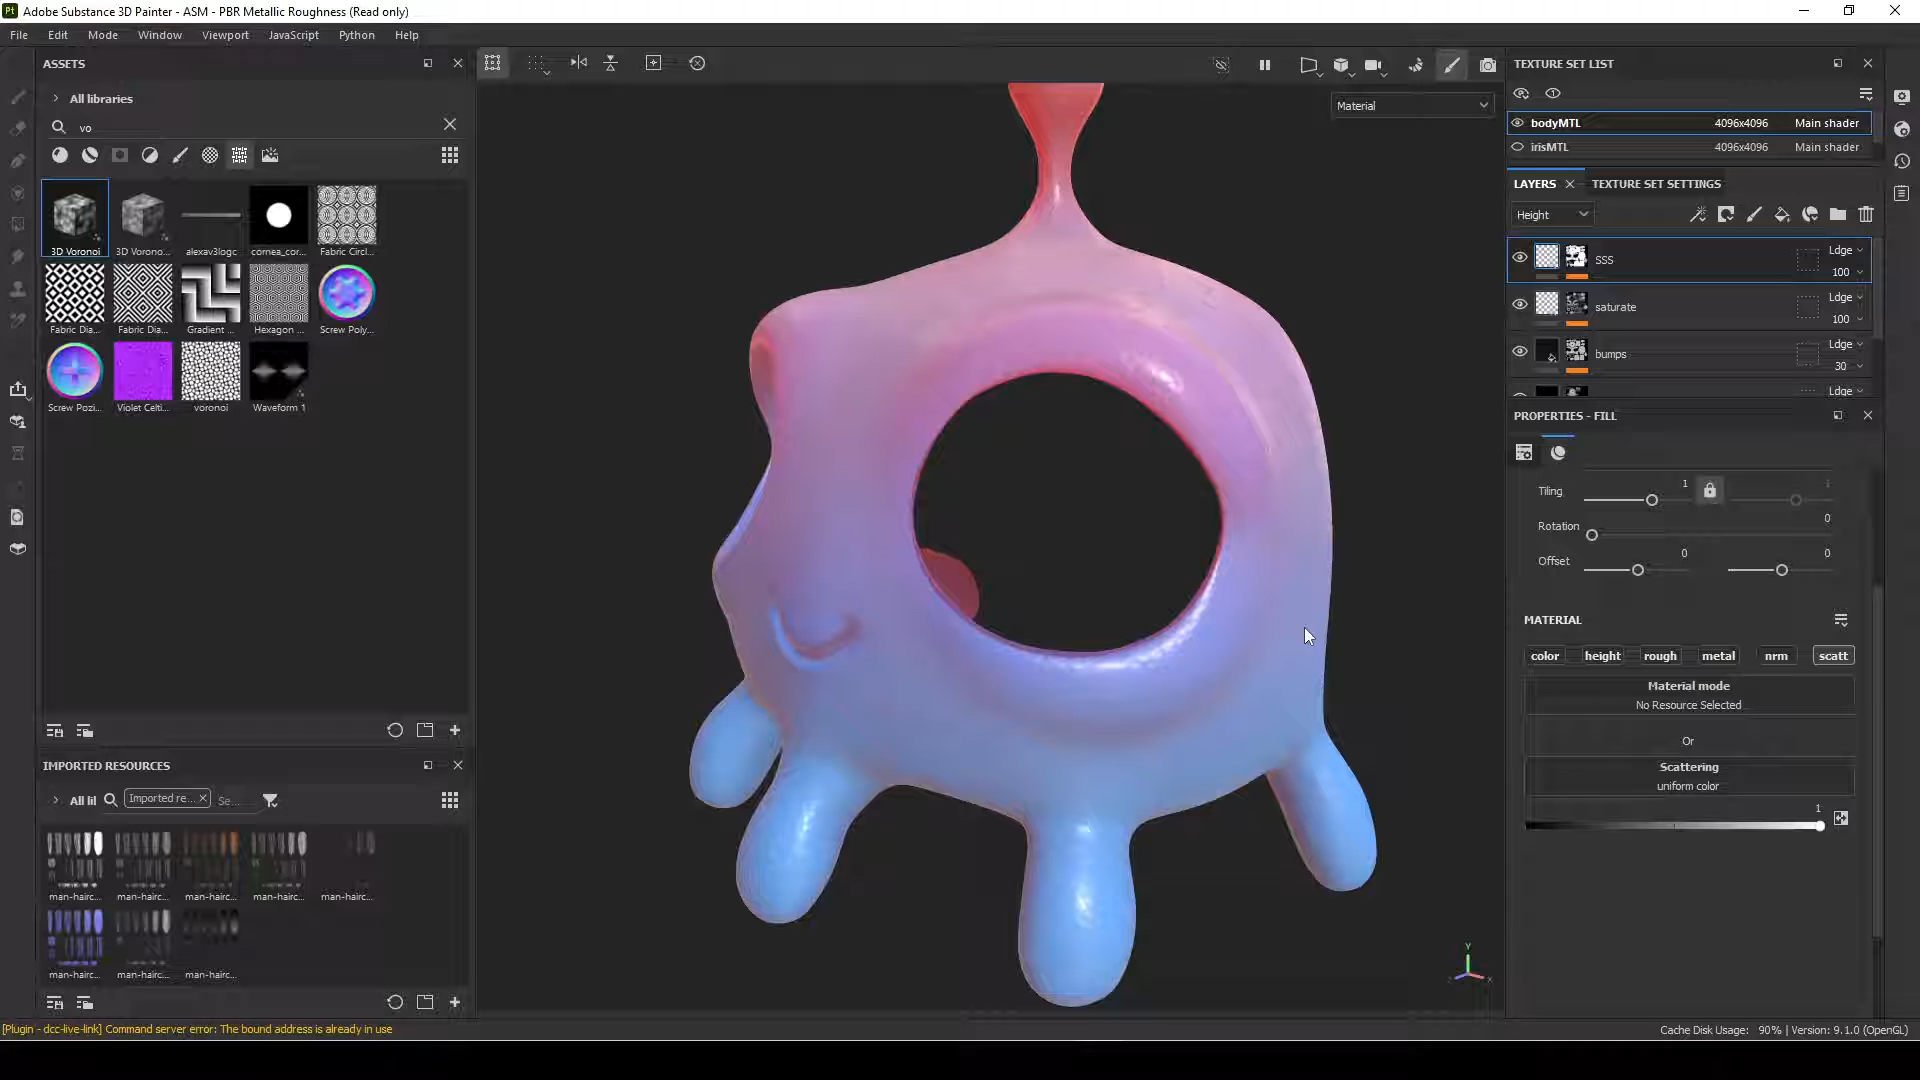 Pt Adobe Substance 3D Painter - ASM - PBR Metallic Roughness (Read only)
File Edit Mode Window Viewport JavaScript Python Help
ASSETS
All libraries
vo
3D Voronoi 3D Vorono... alexav3logc cornea_cor... Fabric Circl...
Fabric Dia... Fabric Dia... Gradient ... Hexagon ... Screw Poly...
Screw Pozi... Violet Celti... voronoi Waveform 1
IMPORTED RESOURCES
All lil Imported re... Se...
man-hairc... man-hairc... man-hairc... man-hairc... man-hairc...
man-hairc... man-hairc... man-hairc...
[Plugin - dcc-live-link] Command server error: The bound address is already in use
Material
Y
TEXTURE SET LIST
bodyMTL 4096x4096 Main shader
irisMTL 4096x4096 Main shader
LAYERS TEXTURE SET SETTINGS
Height
SSS Ldge 100
saturate Ldge 100
bumps Ldge 30
Ldge
PROPERTIES - FILL
Tiling 1
Rotation 0
Offset 0 0
MATERIAL
color height rough metal nrm scatt
Material mode
No Resource Selected
Or
Scattering
uniform color
1
Cache Disk Usage: 90% | Version: 9.1.0 (OpenGL)